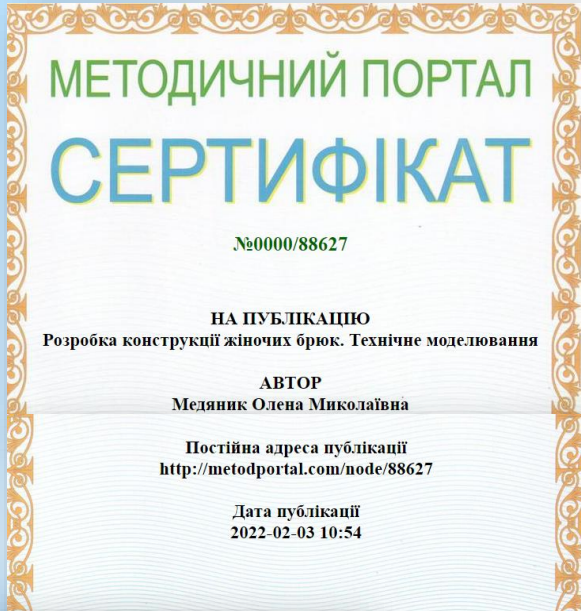 МЕТОДИЧНИЙ ПОРТАЛ
СЕРТИФІКАТ
№0000/88627
НА ПУБЛІКАЦІЮ
Розробка конструкції жіночих брюк. Технічне моделювання
АВТОР
Медяник Олена Миколаївна
Постійна адреса публікації
http://metodportal.com/node/88627
Дата публікації
2022-02-03 10:54